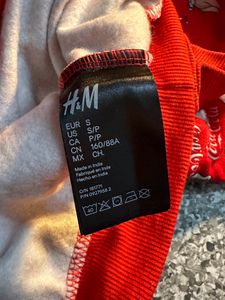 H&M
EUR S
US S/P
CA P/P
CN 160/88A
MX CH.
Made in India
Fabriqué en Inde
Hecho en India